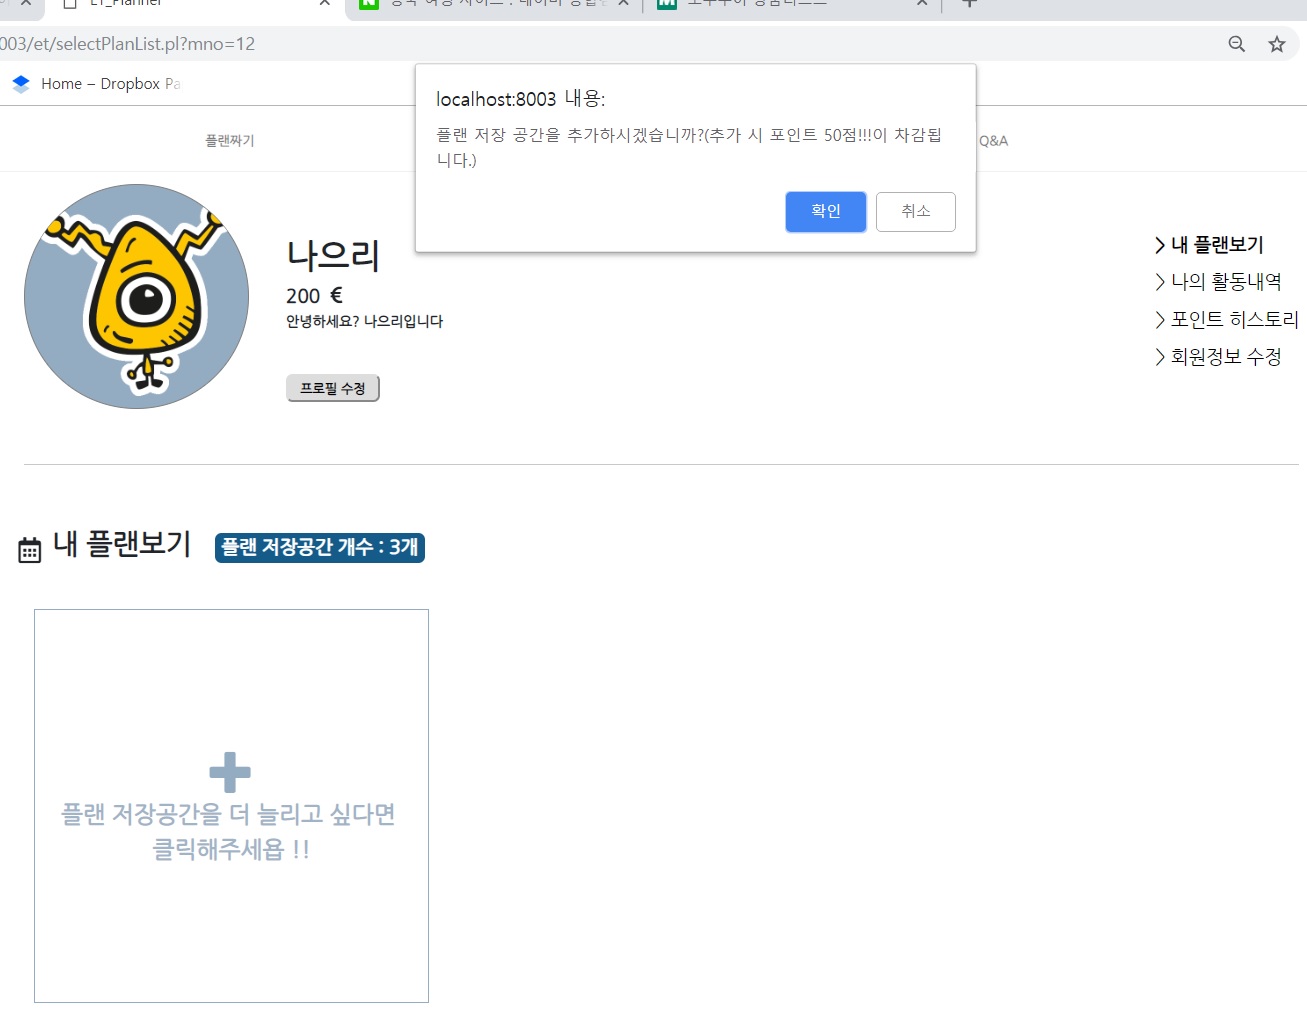 ET_Planner
003/et/selectPlanList.pl?mno=12
Home – Dropbox Pa
localhost:8003 내용:
플랜 저장 공간을 추가하시겠습니까?(추가 시 포인트 50점!!!이 차감됩
니다.)
확인
취소
플랜짜기
Q&A
나으리
200 €
안녕하세요? 나으리입니다
프로필 수정
> 내 플랜보기
> 나의 활동내역
> 포인트 히스토리
> 회원정보 수정
내 플랜보기
플랜 저장공간 개수 : 3개
플랜 저장공간을 더 늘리고 싶다면
클릭해주세욥 !!